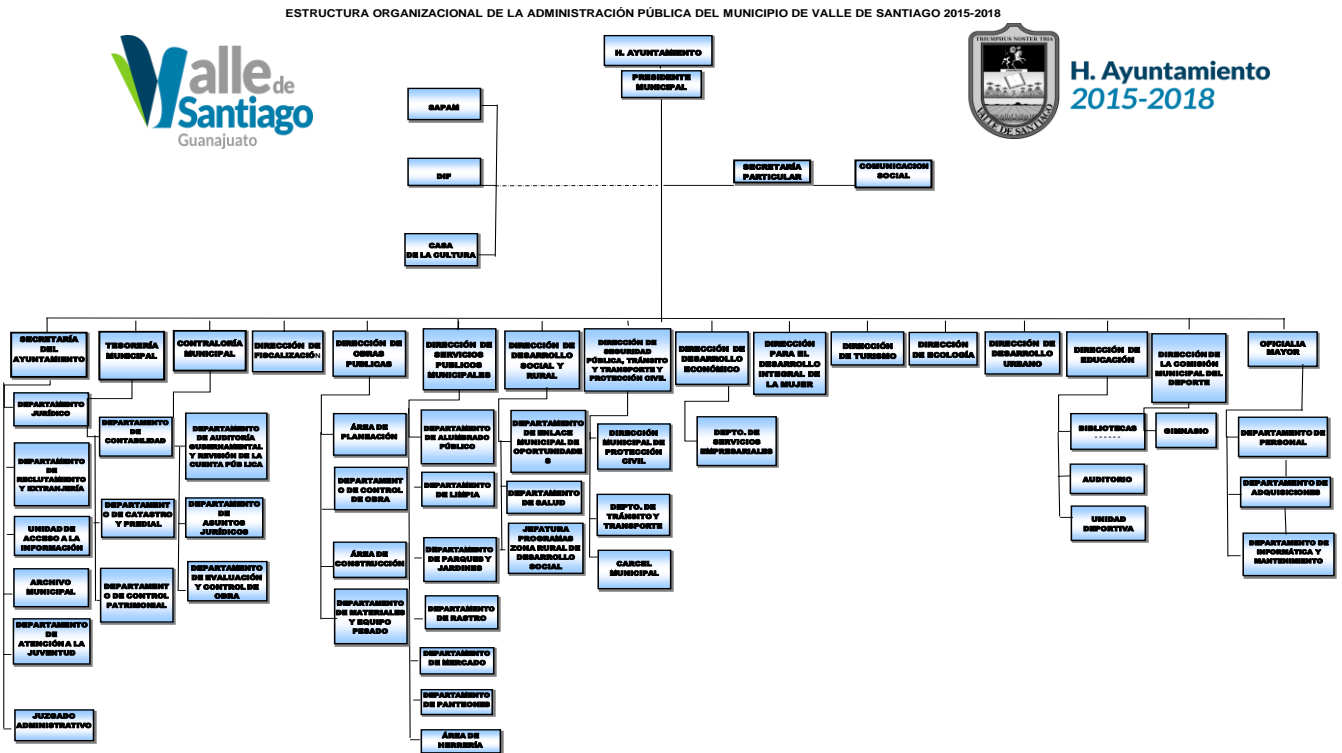 ESTRUCTURA ORGANIZACIONAL DE LA ADMINISTRACIÓN PÚBLICA DEL MUNICIPIO DE VALLE DE SANTIAGO 2015-2018
Valle de
Santiago
Guanajuato
H. AYUNTAMIENTO
PRESIDENTE
MUNICIPAL
TRIUMPHUS NOSTER TRIA
VALLE DE SANTIAGO
H. Ayuntamiento
2015-2018
SAPAM
DIF
CASA
DE LA CULTURA
SECRETARÍA
PARTICULAR
COMUNICACION
SOCIAL
SECRETARÍA
DEL
AYUNTAMIENTO
TESORERÍA
MUNICIPAL
CONTRALORÍA
MUNICIPAL
DIRECCIÓN DE
FISCALIZACIÓN
DIRECCIÓN DE
OBRAS
PUBLICAS
DIRECCIÓN DE
SERVICIOS
PUBLICOS
MUNICIPALES
DIRECCIÓN DE
DESARROLLO
SOCIAL Y
RURAL
DIRECCIÓN DE
SEGURIDAD
PÚBLICA, TRÁNSITO
Y TRANSPORTE Y
PROTECCIÓN CIVIL
DIRECCIÓN DE
DESARROLLO
ECONÓMICO
DIRECCIÓN
PARA EL
DESARROLLO
INTEGRAL DE
LA MUJER
DIRECCIÓN
DE TURISMO
DIRECCIÓN
DE ECOLOGÍA
DIRECCIÓN DE
DESARROLLO
URBANO
DIRECCIÓN DE
EDUCACIÓN
DIRECCIÓN DE
LA COMISIÓN
MUNICIPAL DEL
DEPORTE
OFICIALIA
MAYOR
DEPARTAMENTO
JURÍDICO
DEPARTAMENTO
DE
RECLUTAMIENTO
Y EXTRANJERÍA
UNIDAD DE
ACCESO A LA
INFORMACIÓN
ARCHIVO
MUNICIPAL
DEPARTAMENTO
DE
ATENCIÓN A LA
JUVENTUD
JUZGADO
ADMINISTRATIVO
DEPARTAMENTO
DE
CONTABILIDAD
DEPARTAMENT
O DE CATASTRO
Y PREDIAL
DEPARTAMENT
O DE CONTROL
PATRIMONIAL
DEPARTAMENTO
DE AUDITORÍA
GUBERNAMENTAL
Y REVISIÓN DE LA
CUENTA PÚB LICA
DEPARTAMENTO
DE
ASUNTOS
JURÍDICOS
DEPARTAMENTO
DE EVALUACIÓN
Y CONTROL DE
OBRA
ÁREA DE
PLANEACIÓN
DEPARTAMENT
O DE CONTROL
DE OBRA
ÁREA DE
CONSTRUCCIÓN
DEPARTAMENTO
DE MATERIALES
Y EQUIPO
PESADO
DEPARTAMENTO
DE ALUMBRADO
PÚBLICO
DEPARTAMENTO
DE LIMPIA
DEPARTAMENTO
DE PARQUES Y
JARDINES
DEPARTAMENTO
DE RASTRO
DEPARTAMENTO
DE MERCADO
DEPARTAMENTO
DE PANTEONES
ÁREA DE
HERRERÍA
DEPARTAMENTO
DE ENLACE
MUNICIPAL DE
OPORTUNIDADE
S
DEPARTAMENTO
DE SALUD
JEFATURA
PROGRAMAS
ZONA RURAL DE
DESARROLLO
SOCIAL
DIRECCIÓN
MUNICIPAL DE
PROTECCIÓN
CIVIL
DEPTO. DE
TRÁNSITO Y
TRANSPORTE
CARCEL
MUNICIPAL
DEPTO. DE
SERVICIOS
EMPRESARIALES
BIBLIOTECAS
- - - - - -
AUDITORIO
UNIDAD
DEPORTIVA
GIMNASIO
DEPARTAMENTO DE
PERSONAL
DEPARTAMENTO DE
ADQUISICIONES
DEPARTAMENTO DE
INFORMÁTICA Y
MANTENIMIENTO